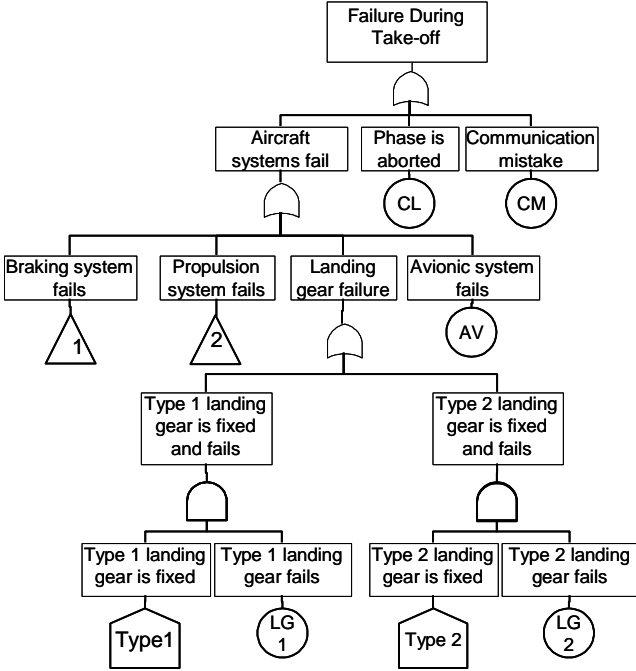 Failure During
Take-off
Aircraft
systems fail
Phase is
aborted
Communication
mistake
CL
CM
Braking system
fails
Propulsion
system fails
Landing
gear failure
Avionic system
fails
1
2
AV
Type 1 landing
gear is fixed
and fails
Type 2 landing
gear is fixed
and fails
Type 1 landing
gear is fixed
Type 1 landing
gear fails
Type 2 landing
gear is fixed
Type 2 landing
gear fails
Type1
LG
1
Type 2
LG
2